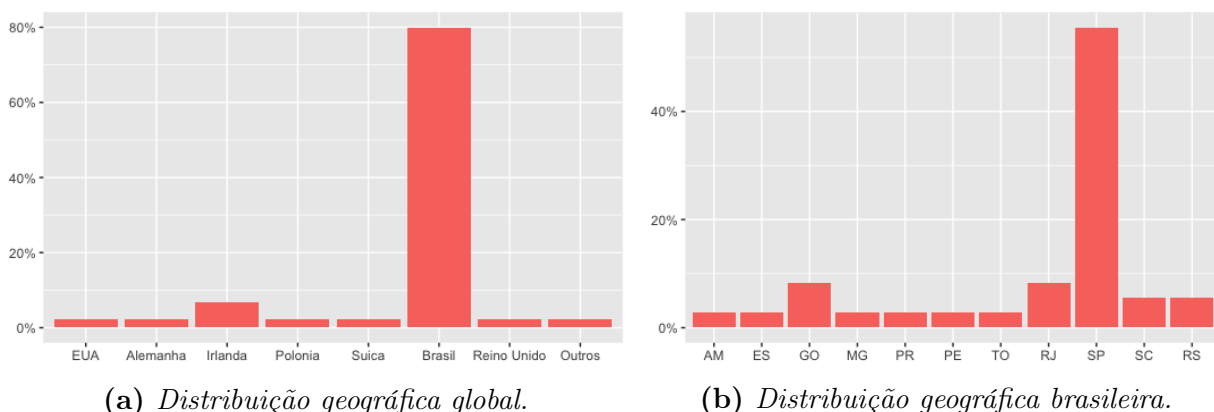 80%
60%
40%
20%
0%
EUA Alemanha Irlanda Polonia Suica Brasil Reino Unido Outros
(a) Distribuição geográfica global.
40%
20%
0%
AM ES GO MG PR PE TO RJ SP SC RS
(b) Distribuição geográfica brasileira.